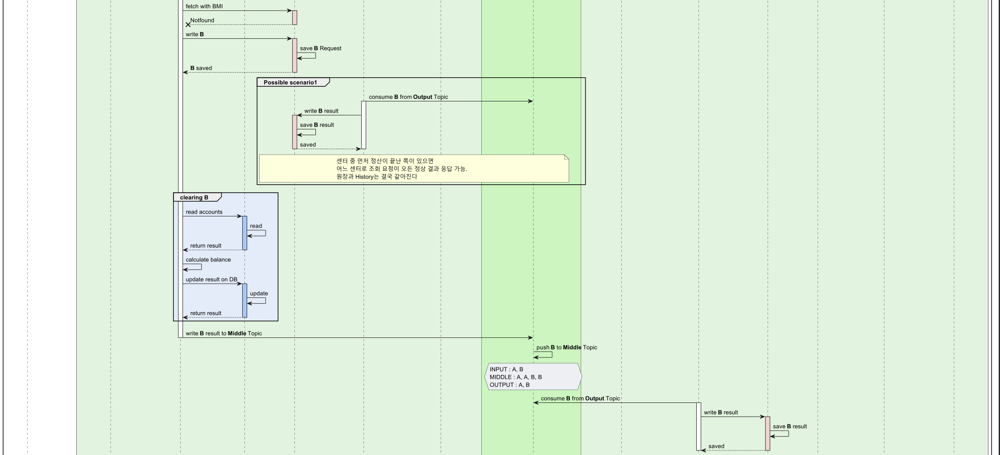 fetch with BMI
Notfound
write B
save B Request
B saved
Possible scenario1
consume B from Output Topic
write B result
save B result
saved
센터 중 먼저 정산이 끝난 쪽이 있으면
어느 센터로 조회 요청이 오든 정상 결과 응답 가능.
원장과 History는 결국 같아진다
clearing B
read accounts
read
return result
calculate balance
update result on DB
update
return result
write B result to Middle Topic
push B to Middle Topic
INPUT : A, B
MIDDLE : A, A, B, B
OUTPUT : A, B
consume B from Output Topic
write B result
save B result
saved